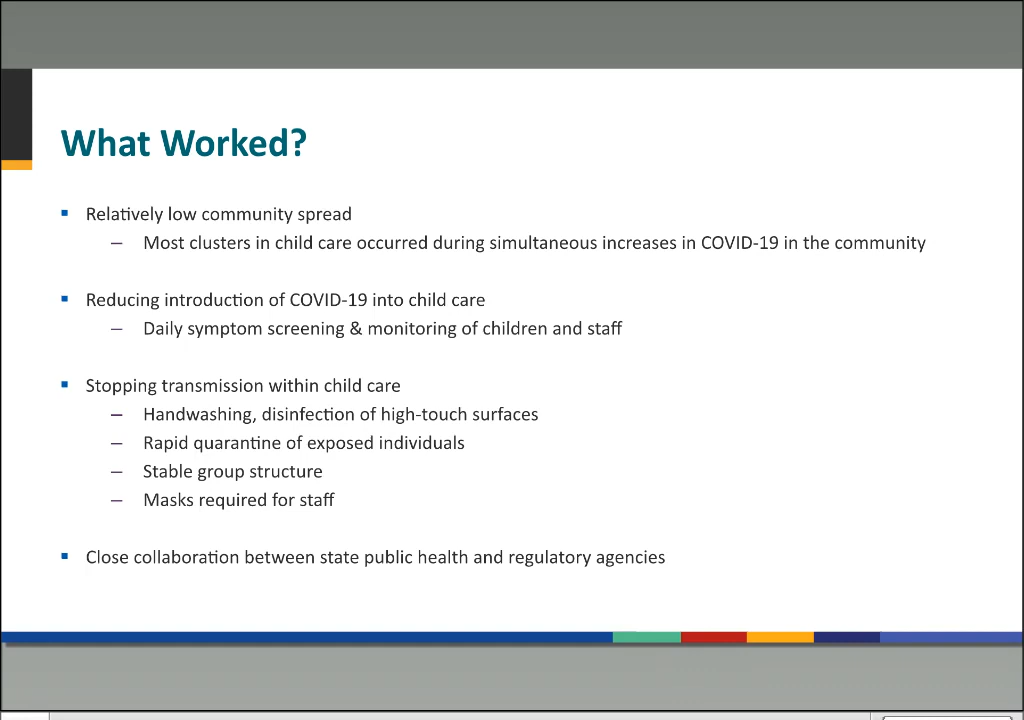 What Worked?
Relatively low community spread
– Most clusters in child care occurred during simultaneous increases in COVID-19 in the community
Reducing introduction of COVID-19 into child care
– Daily symptom screening & monitoring of children and staff
Stopping transmission within child care
– Handwashing, disinfection of high-touch surfaces
– Rapid quarantine of exposed individuals
– Stable group structure
– Masks required for staff
Close collaboration between state public health and regulatory agencies